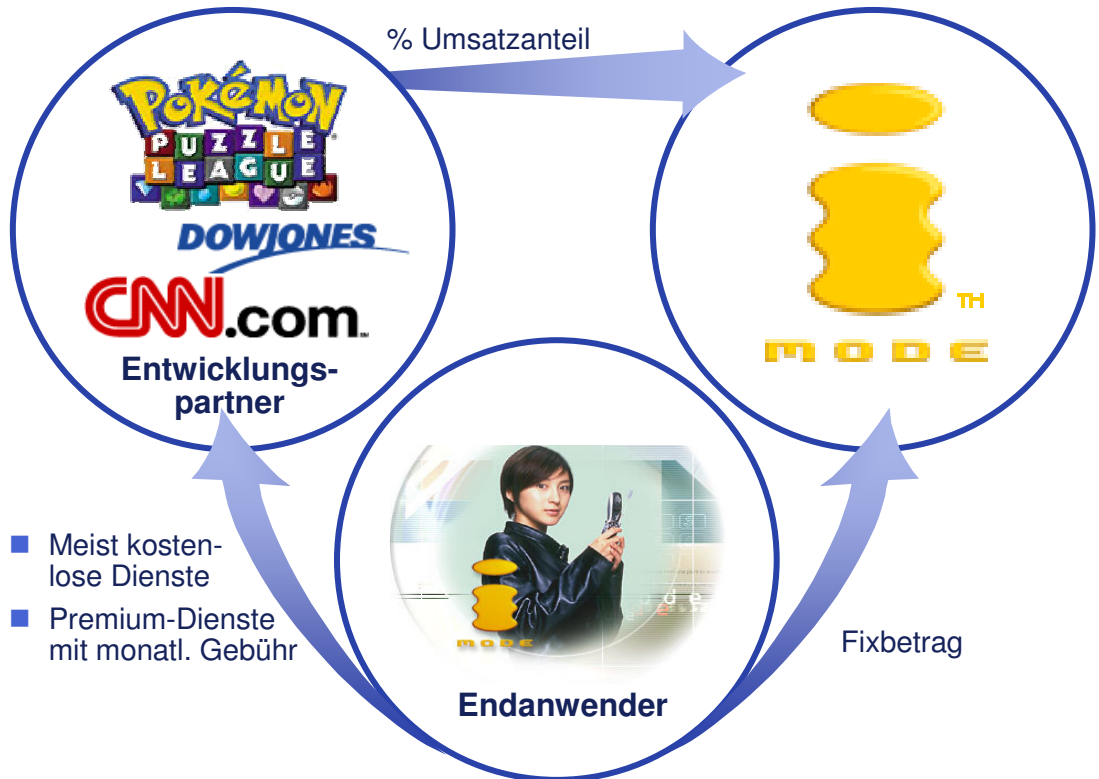 % Umsatzanteil
POKéMON
PUZZLE
LEAGUE
DOWJONES
CNN.com
Entwicklungs-
partner
TM
MODE
Meist kosten-
lose Dienste
Premium-Dienste
mit monatl. Gebühr
MODE
Endanwender
Fixbetrag